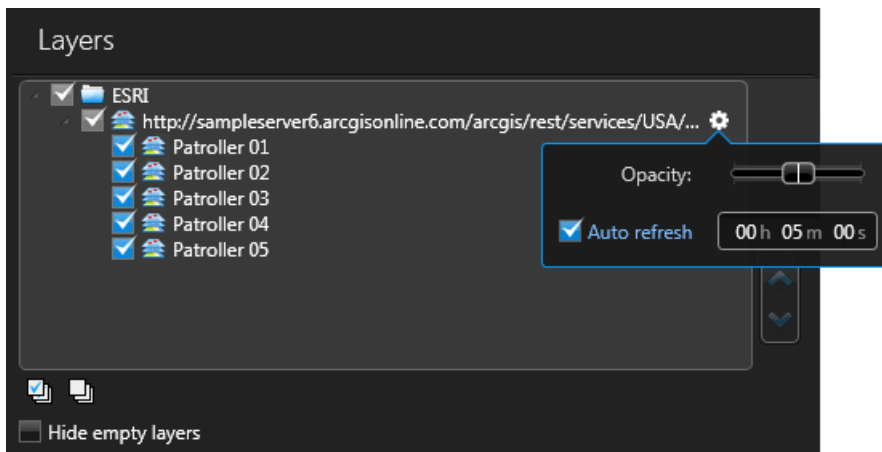 Layers
ESRI
http://sampleserver6.arcgisonline.com/arcgis/rest/services/USA/...
Patroller 01
Patroller 02
Patroller 03
Patroller 04
Patroller 05
Opacity:
Auto refresh 00h 05m 00s
Hide empty layers